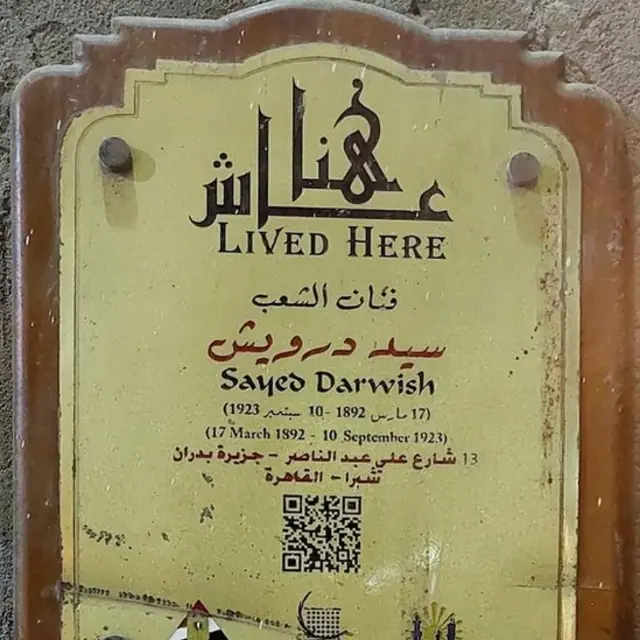 عاش هنا
LIVED HERE
فنان الشعب
سيد درويش
Sayed Darwish
(17 مارس 1892 - 10 سبتمبر 1923)
(17 March 1892 - 10 September 1923)
13 شارع على عبد الناصر - جزيرة بدران
شبرا - القاهرة